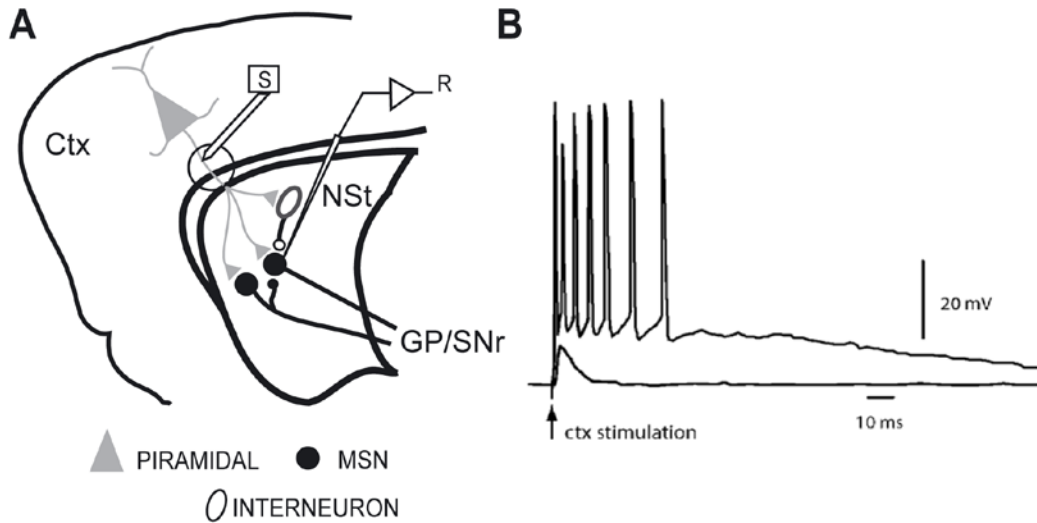 A
S
R
Ctx
NSt
GP/SNr
PIRAMIDAL
MSN
INTERNEURON
B
20 mV
10 ms
ctx stimulation